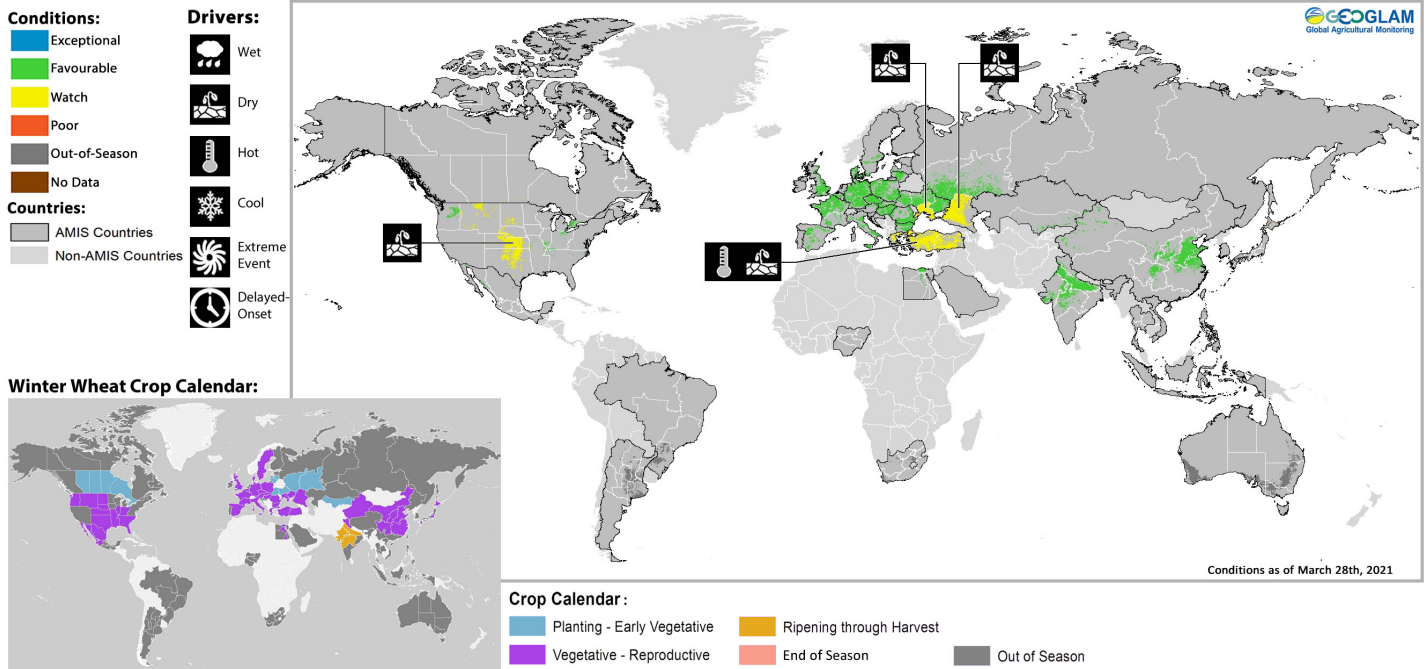 Conditions:
Exceptional
Favourable
Watch
Poor
Out-of-Season
No Data
Countries:
AMIS Countries
Non-AMIS Countries
Drivers:
Wet
Dry
Hot
Cool
Extreme
Event
Delayed-
Onset
GEOGLAM
Global Agricultural Monitoring
Conditions as of March 28th, 2021
Winter Wheat Crop Calendar:
Crop Calendar :
Planting - Early Vegetative
Vegetative - Reproductive
Ripening through Harvest
End of Season
Out of Season